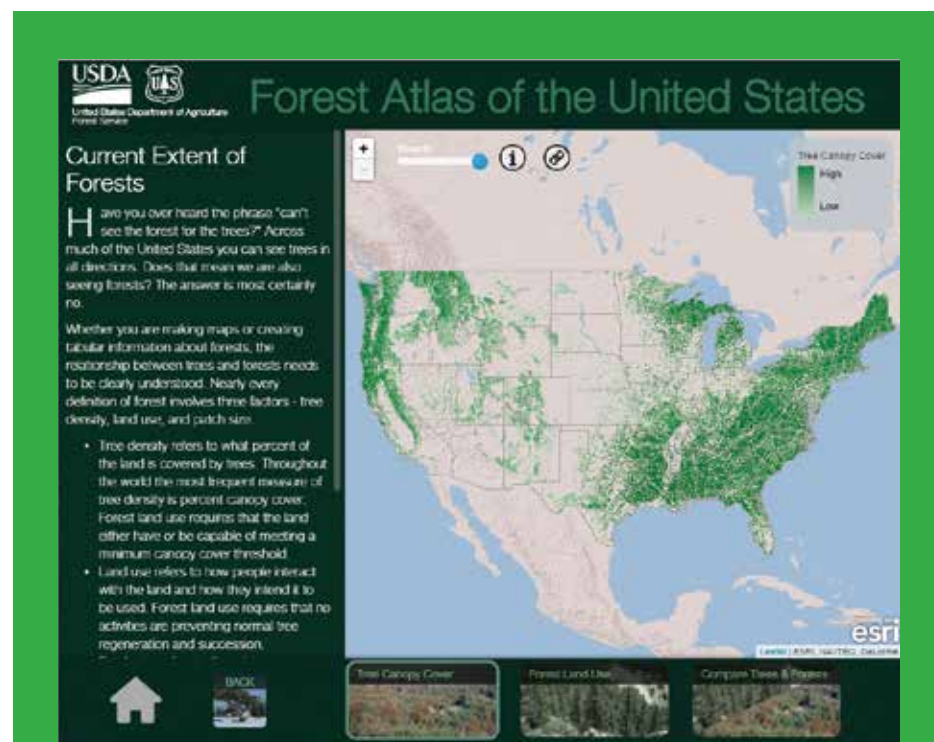 USDA
UAS
United States Department of Agriculture
Forest Service
Forest Atlas of the United States
Current Extent of
Forests
Have you ever heard the phrase "can't
see the forest for the trees?" Across
much of the United States you can see trees in
all directions. Does that mean we are also
seeing forests? The answer is most certainly
no.
Whether you are making maps or creating
tabular information about forests, the
relationship between trees and forests needs
to be clearly understood. Nearly every
definition of forest involves three factors - tree
density, land use, and patch size.
• Tree density refers to what percent of
the land is covered by trees. Throughout
the world the most frequent measure of
tree density is percent canopy cover.
Forest land use requires that the land
either have or be capable of meeting a
minimum canopy cover threshold.
• Land use refers to how people interact
with the land and how they intend it to
be used. Forest land use requires that no
activities are preventing normal tree
regeneration and succession.
+
-
i
Tree Canopy Cover
High
Low
esri
Leaflet | ESRI, NAVTEQ, DeLorme
BACK
Tree Canopy Cover
Forest Land Use
Compare Trees & Forests